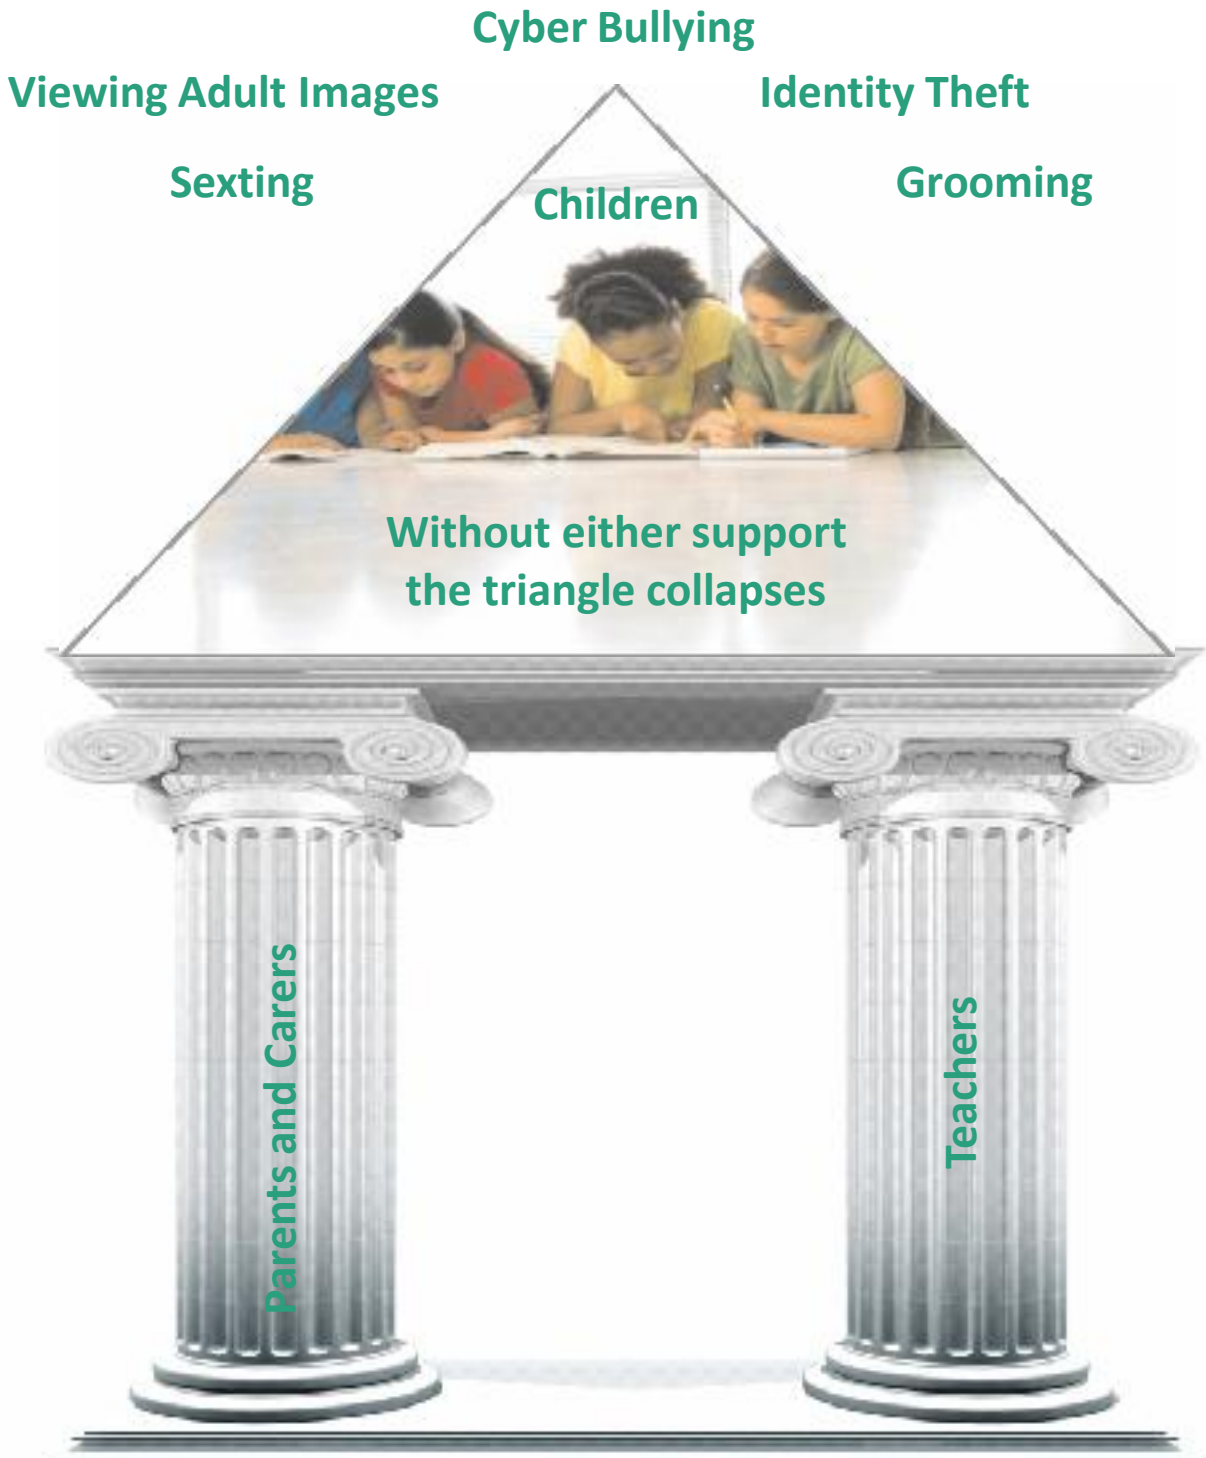 Cyber Bullying
Viewing Adult Images
Identity Theft
Sexting
Grooming
Children
Without either support
the triangle collapses
Parents and Carers
Teachers